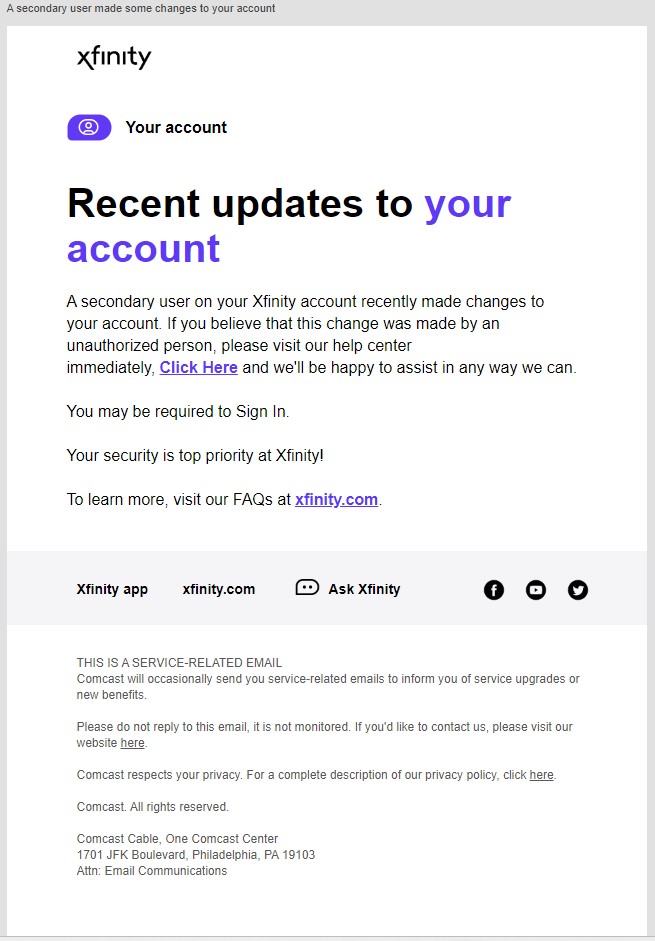 A secondary user made some changes to your account
xfinity
Your account
Recent updates to your
account
A secondary user on your Xfinity account recently made changes to
your account. If you believe that this change was made by an
unauthorized person, please visit our help center
immediately, Click Here and we'll be happy to assist in any way we can.
You may be required to Sign In.
Your security is top priority at Xfinity!
To learn more, visit our FAQs at xfinity.com.
Xfinity app xfinity.com Ask Xfinity
THIS IS A SERVICE-RELATED EMAIL
Comcast will occasionally send you service-related emails to inform you of service upgrades or
new benefits.
Please do not reply to this email, it is not monitored. If you'd like to contact us, please visit our
website here.
Comcast respects your privacy. For a complete description of our privacy policy, click here.
Comcast. All rights reserved.
Comcast Cable, One Comcast Center
1701 JFK Boulevard, Philadelphia, PA 19103
Attn: Email Communications